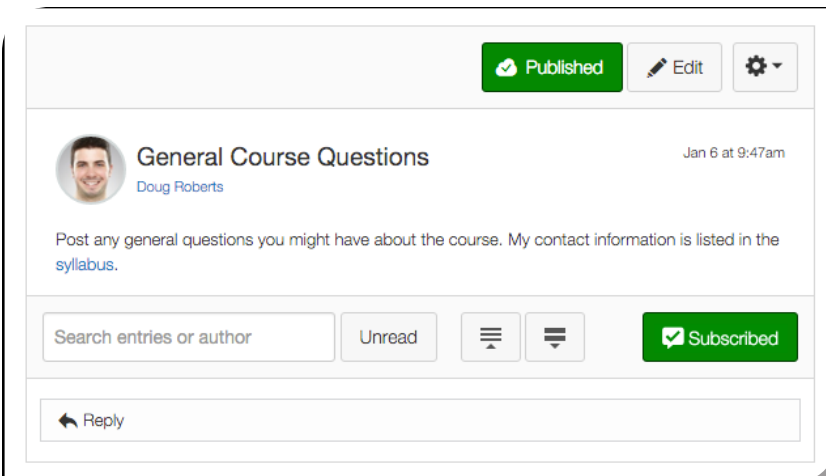 Published
Edit
General Course Questions
Jan 6 at 9:47am
Doug Roberts
Post any general questions you might have about the course. My contact information is listed in the
syllabus.
Search entries or author
Unread
Subscribed
Reply